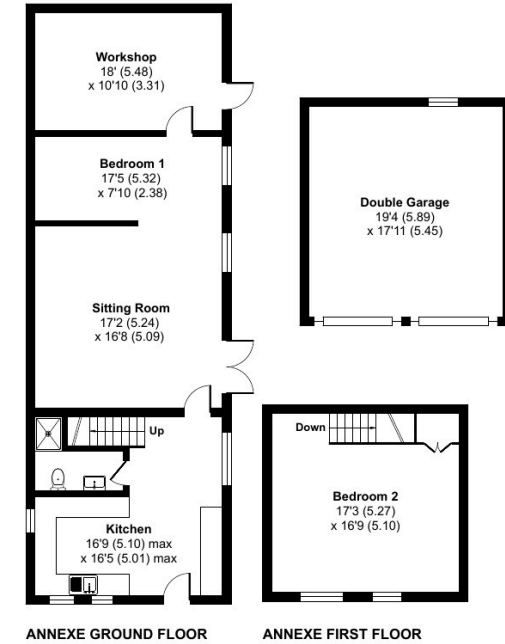 Workshop
18' (5.48)
x 10'10 (3.31)
Bedroom 1
17'5 (5.32)
x 7'10 (2.38)
Double Garage
19'4 (5.89)
x 17'11 (5.45)
Sitting Room
17'2 (5.24)
x 16'8 (5.09)
Up
Kitchen
16'9 (5.10) max
x 16'5 (5.01) max
Down
Bedroom 2
17'3 (5.27)
x 16'9 (5.10)
ANNEXE GROUND FLOOR
ANNEXE FIRST FLOOR